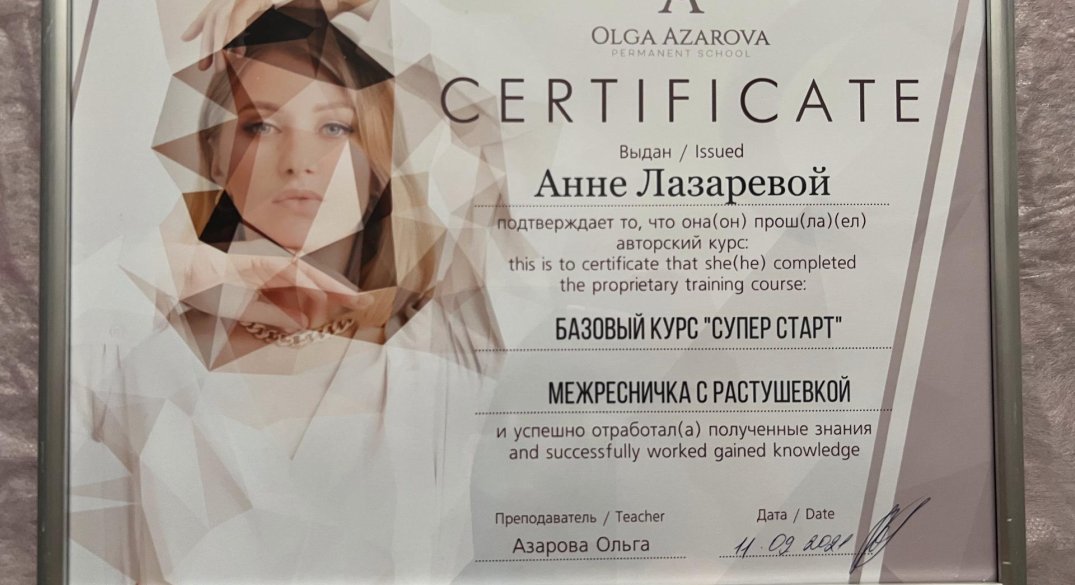 OLGA AZAROVA
PERMANENT SCHOOL
CERTIFICATE
Выдан / Issued
Анне Лазаревой
подтверждает то, что она(он) прош(ла)(ел)
авторский курс:
this is to certificate that she(he) completed
the proprietary training course:
БАЗОВЫЙ КУРС "СУПЕР СТАРТ"
МЕЖРЕСНИЧКА С РАСТУШЕВКОЙ
и успешно отработал(а) полученные знания
and successfully worked gained knowledge
Преподаватель / Teacher
Дата / Date
Азарова Ольга
11.09 2021